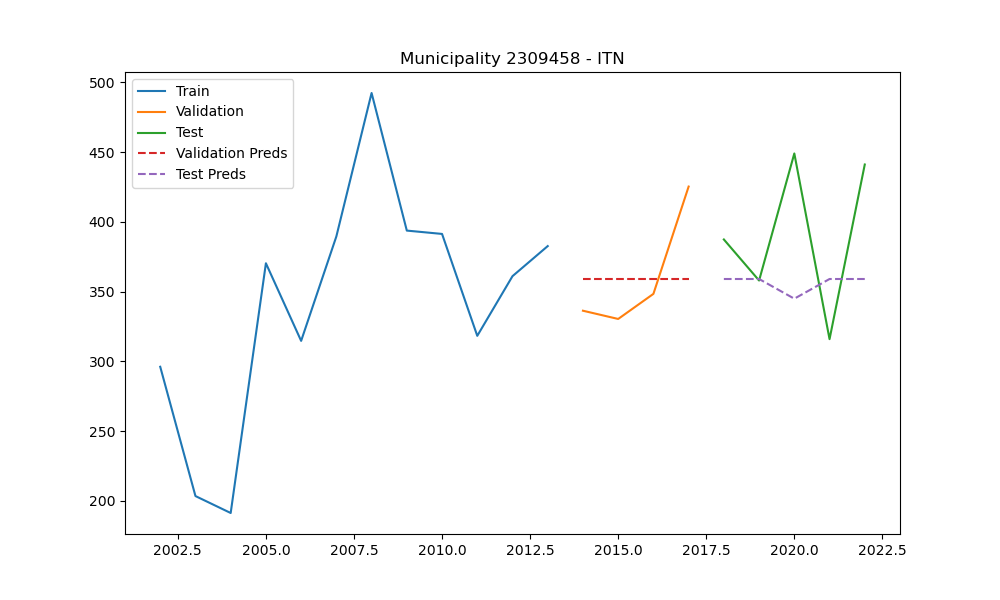 Municipality 2309458 - ITN
500
450
400
350
300
250
200
Train
Validation
Test
Validation Preds
Test Preds
2002.5 2005.0 2007.5 2010.0 2012.5 2015.0 2017.5 2020.0 2022.5